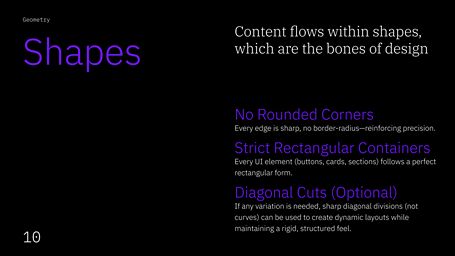 Geometry
Shapes
Content flows within shapes,
which are the bones of design
No Rounded Corners
Every edge is sharp, no border-radius—reinforcing precision.
Strict Rectangular Containers
Every UI element (buttons, cards, sections) follows a perfect
rectangular form.
Diagonal Cuts (Optional)
If any variation is needed, sharp diagonal divisions (not
curves) can be used to create dynamic layouts while
maintaining a rigid, structured feel.
10